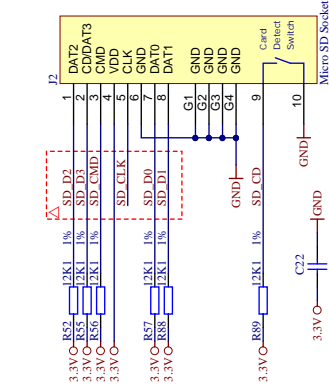 Micro SD Socket
J2
DAT2
CD/DAT3
CMD
VDD
CLK
GND
DAT0
DAT1
GND
GND
GND
GND
Card
Detect
Switch
1
2
3
4
5
6
7
8
G1
G2
G3
G4
9
10
SD_D2
SD_D3
SD_CMD
SD_CLK
SD_D0
SD_D1
GND
SD_CD
GND
R52 12K1 1%
R55 12K1 1%
R56 12K1 1%
R57 12K1 1%
R88 12K1 1%
R89 12K1 1%
C22
GND
3.3V
3.3V
3.3V
3.3V
3.3V
3.3V
3.3V
3.3V